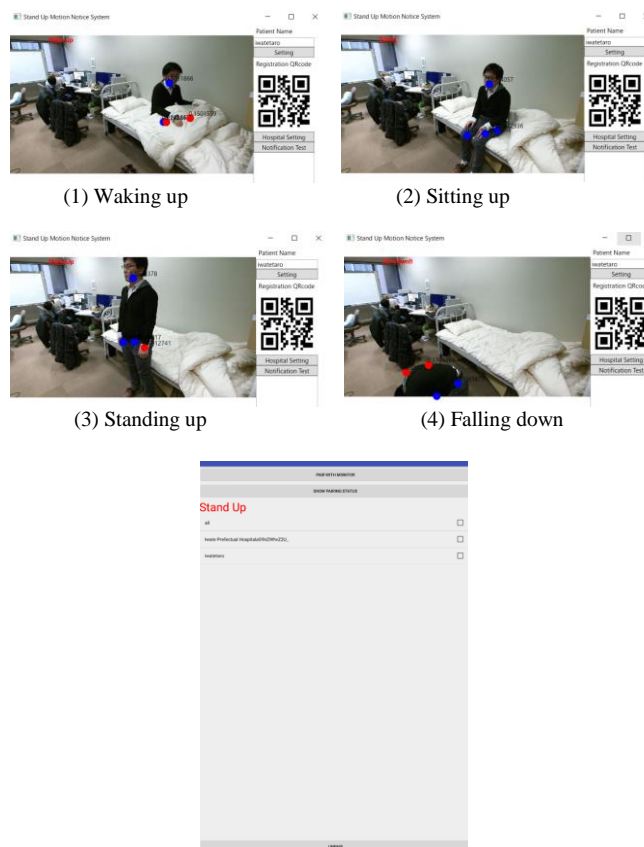 Stand Up Motion Notice System
Patient Name
iwatetaro
Setting
Registration QRcode
Hospital Setting
Notification Test
(1) Waking up
Stand Up Motion Notice System
Patient Name
iwatetaro
Setting
Registration QRcode
Hospital Setting
Notification Test
(2) Sitting up
Stand Up Motion Notice System
Patient Name
iwatetaro
Setting
Registration QRcode
Hospital Setting
Notification Test
(3) Standing up
Stand Up Motion Notice System
Patient Name
iwatetaro
Setting
Registration QRcode
Hospital Setting
Notification Test
(4) Falling down
PAIR WITH MONITOR
SHOW PAIRING STATUS
Stand Up
all
Iwate Prefectual
iwatetaro